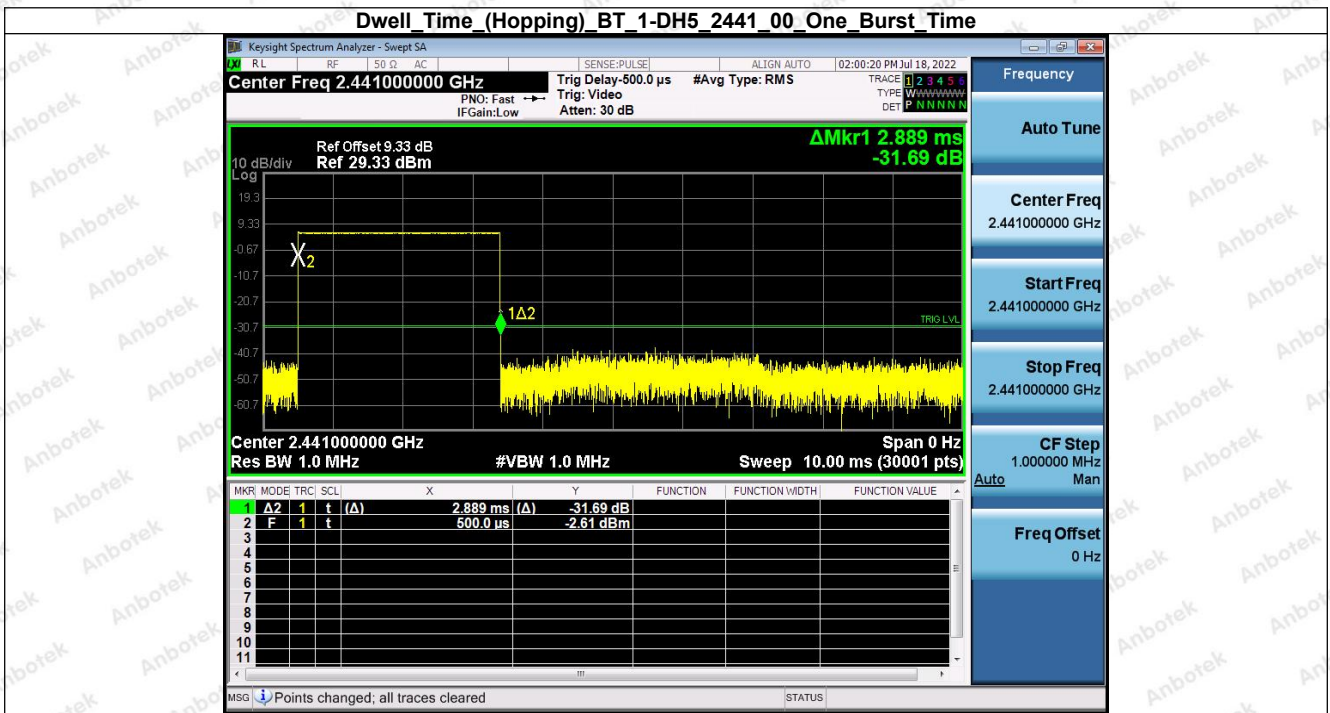 Dwell_Time_(Hopping)_BT_1-DH5_2441_00_One_Burst_Time
Keysight Spectrum Analyzer - Swept SA
LXI RL RF 50 Ω AC SENSE:PULSE ALIGN AUTO 02:00:20 PM Jul 18, 2022
Center Freq 2.441000000 GHz
PNO: Fast
IFGain:Low
Trig Delay-500.0 µs
Trig: Video
Atten: 30 dB
#Avg Type: RMS
TRACE 1 2 3 4 5 6
TYPE WWWWWW
DET P N N N N N
ΔMkr1 2.889 ms
-31.69 dB
Ref Offset 9.33 dB
10 dB/div Ref 29.33 dBm
Log
19.3
9.33
-0.67
-10.7
-20.7
-30.7
-40.7
-50.7
-60.7
X2
1Δ2
TRIG LVL
Center 2.441000000 GHz Span 0 Hz
Res BW 1.0 MHz #VBW 1.0 MHz Sweep 10.00 ms (30001 pts)
MKR MODE TRC SCL X Y FUNCTION FUNCTION WIDTH FUNCTION VALUE
1 Δ2 1 t (Δ) 2.889 ms (Δ) -31.69 dB
2 F 1 t 500.0 µs -2.61 dBm
3
4
5
6
7
8
9
10
11
MSG Points changed; all traces cleared STATUS
Frequency
Auto Tune
Center Freq
2.441000000 GHz
Start Freq
2.441000000 GHz
Stop Freq
2.441000000 GHz
CF Step
1.000000 MHz
Auto Man
Freq Offset
0 Hz
Anbotek